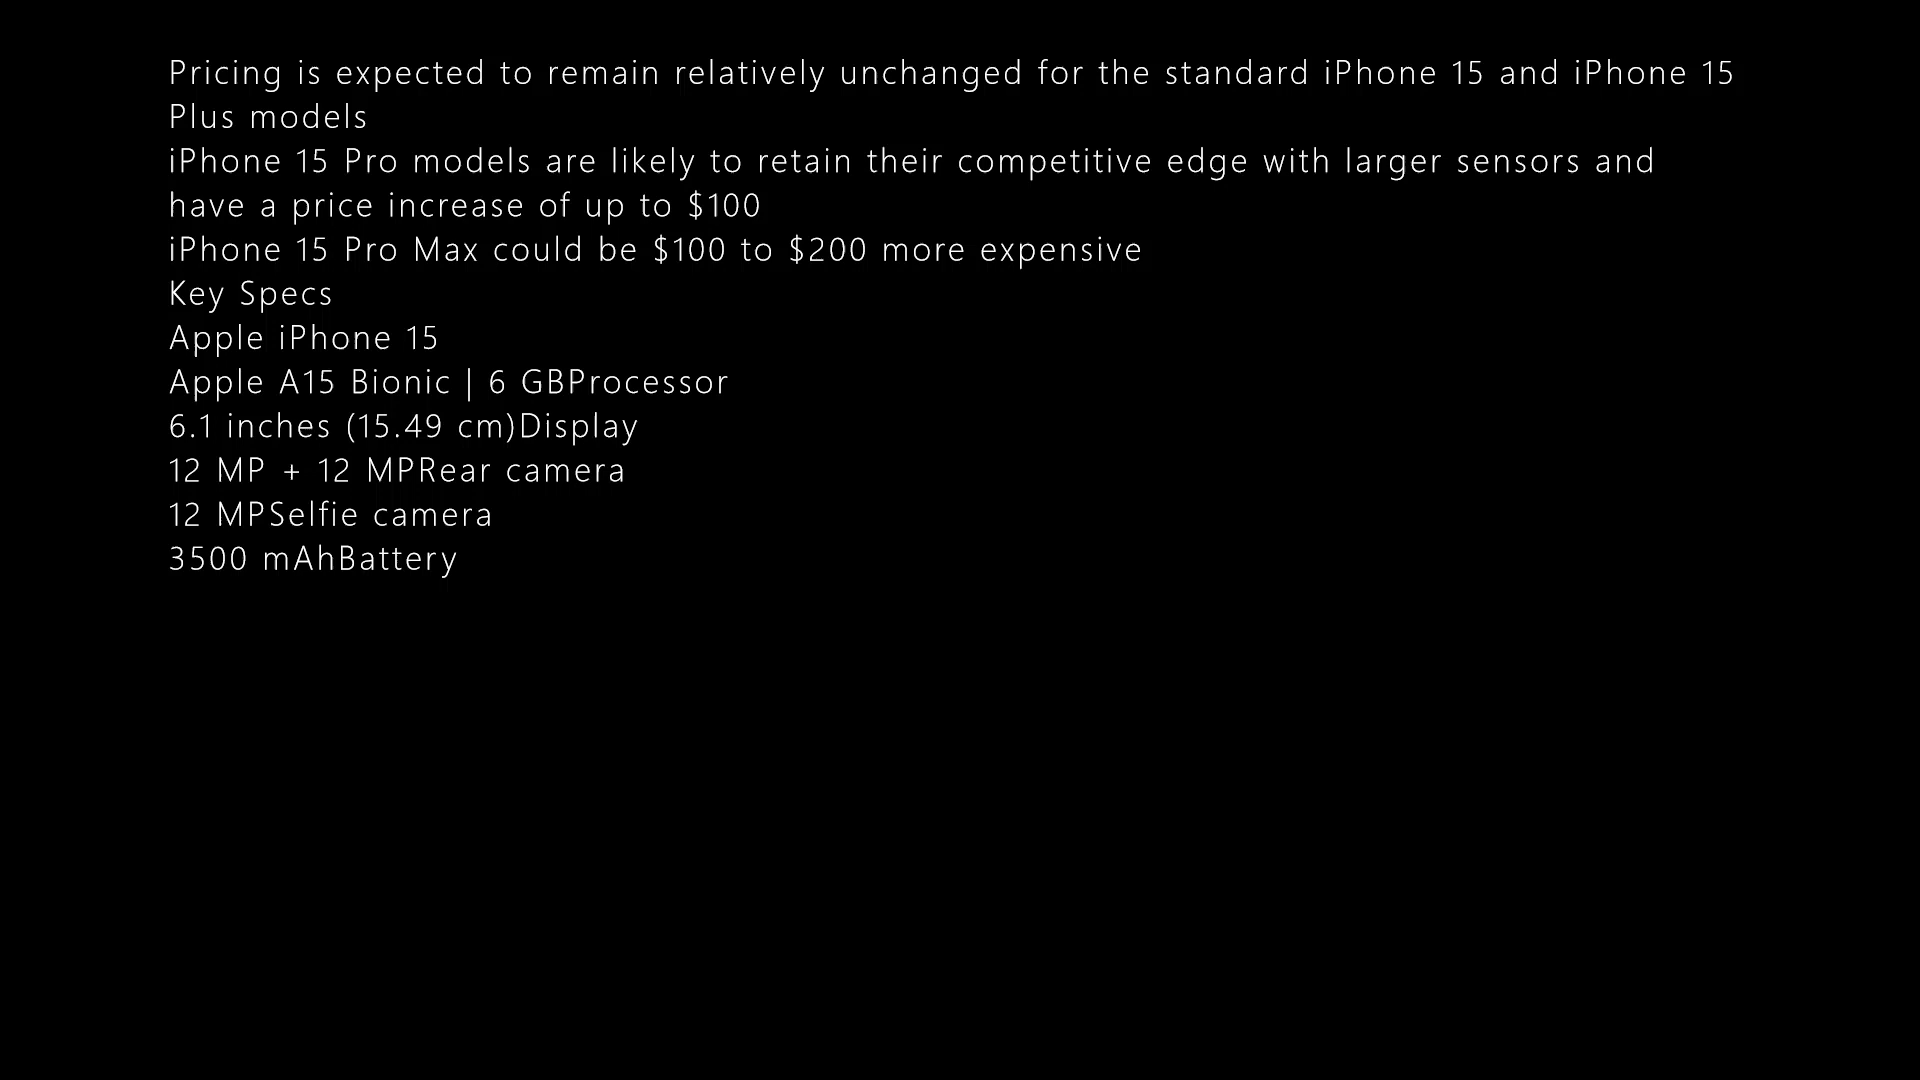 Pricing is expected to remain relatively unchanged for the standard iPhone 15 and iPhone 15
Plus models
iPhone 15 Pro models are likely to retain their competitive edge with larger sensors and
have a price increase of up to $100
iPhone 15 Pro Max could be $100 to $200 more expensive
Key Specs
Apple iPhone 15
Apple A15 Bionic | 6 GBProcessor
6.1 inches (15.49 cm)Display
12 MP + 12 MPRear camera
12 MPSelfie camera
3500 mAhBattery